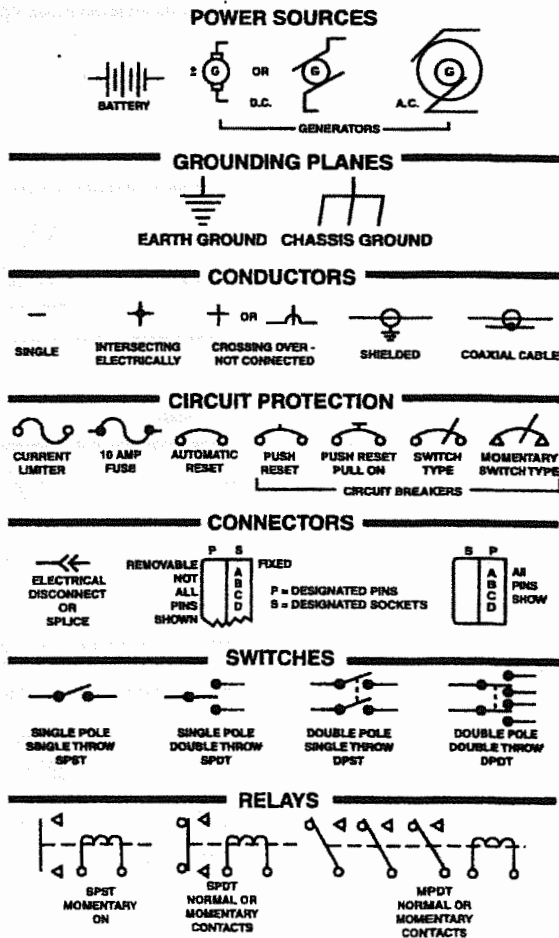 POWER SOURCES
± G OR G G
BATTERY D.C. A.C.
GENERATORS
GROUNDING PLANES
EARTH GROUND CHASSIS GROUND
CONDUCTORS
OR
SINGLE INTERSECTING CROSSING OVER - SHIELDED COAXIAL CABLE
ELECTRICALLY NOT CONNECTED
CIRCUIT PROTECTION
CURRENT 10 AMP AUTOMATIC PUSH PUSH RESET SWITCH MOMENTARY
LIMITER FUSE RESET RESET PULL ON TYPE SWITCH TYPE
CIRCUIT BREAKERS
CONNECTORS
P S S P
ELECTRICAL
DISCONNECT
OR
SPLICE
REMOVABLE
NOT
ALL
PINS
SHOWN
A
B
C
D
FIXED
P = DESIGNATED PINS
S = DESIGNATED SOCKETS
A
B
C
D
All
PINS
SHOW
SWITCHES
SINGLE POLE SINGLE POLE DOUBLE POLE DOUBLE POLE
SINGLE THROW DOUBLE THROW SINGLE THROW DOUBLE THROW
SPST SPDT DPST DPDT
RELAYS
SPST
MOMENTARY
ON
SPDT
NORMAL OR
MOMENTARY
CONTACTS
MPDT
NORMAL OR
MOMENTARY
CONTACTS